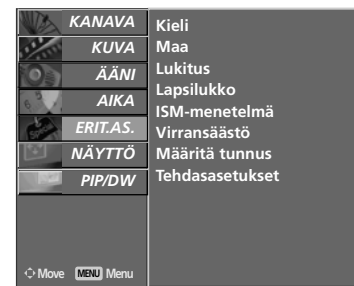 KANAVA
KUVA
ÄÄNI
AIKA
ERIT.AS.
NÄYTTÖ
PIP/DW
Kieli
Maa
Lukitus
Lapsilukko
ISM-menetelmä
Virransäästö
Määritä tunnus
Tehdasasetukset
Move MENU Menu